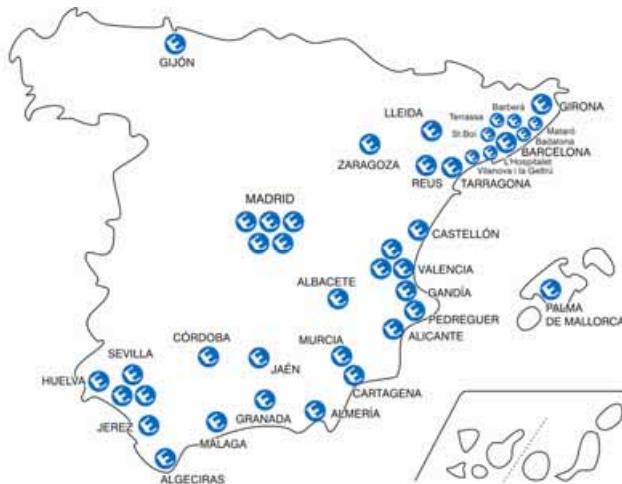 GIJÓN
LLEIDA
Barberá
GIRONA
Terrassa
St.Boi
Mataró
Badalona
BARCELONA
L'Hospitalet
Vilanova i la Geltrú
ZARAGOZA
REUS
TARRAGONA
MADRID
CASTELLÓN
VALENCIA
ALBACETE
GANDÍA
PEDREGUER
ALICANTE
PALMA
DE MALLORCA
CÓRDOBA
JAÉN
MURCIA
CARTAGENA
SEVILLA
HUELVA
JEREZ
GRANADA
ALMERÍA
MÁLAGA
ALGECIRAS